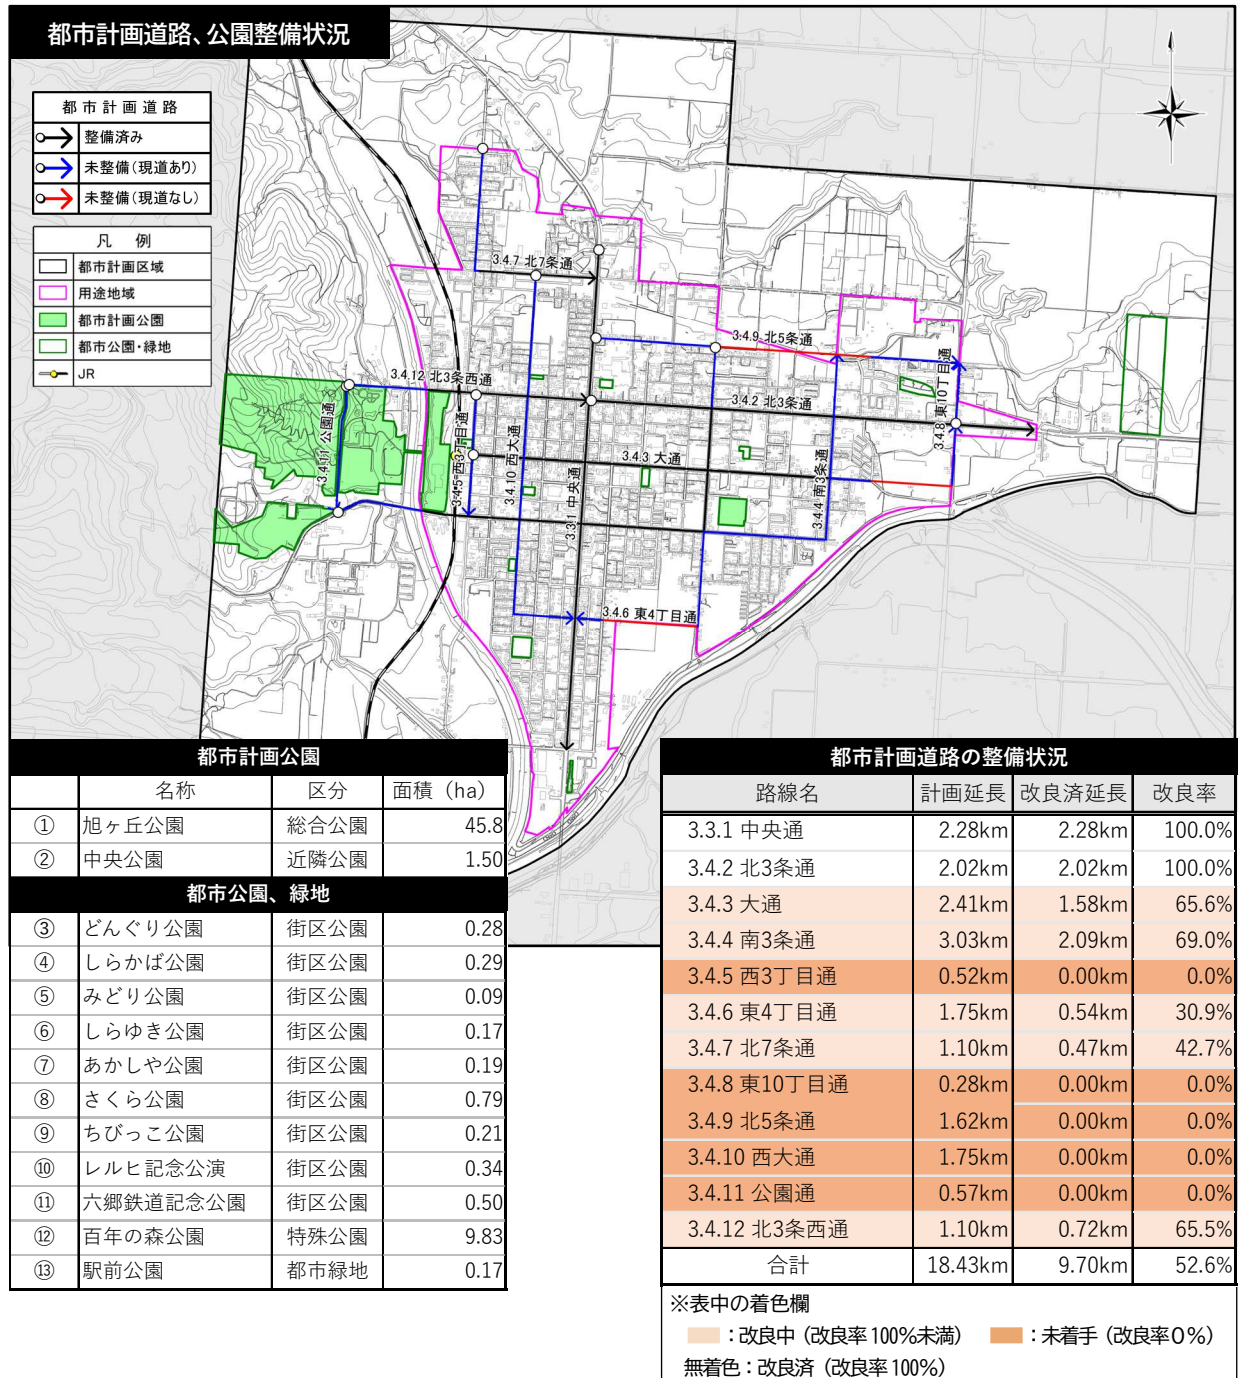 都市計画道路、公園整備状況
都市計画道路
整備済み
未整備(現道あり)
未整備(現道なし)
凡 例
都市計画区域
用途地域
都市計画公園
都市公園・緑地
JR
3.4.7 北7条通
3.4.9 北5条通
3.4.12 北3条西通
3.4.2 北3条通
3.4.8 東10丁目通
3.4.11 公園通
3.4.5 西3丁目通
3.4.10 西大通
3.4.3 大通
3.3.1 中央通
3.4.4 南3条通
3.4.6 東4丁目通
都市計画公園
名称 区分 面積(ha)
① 旭ヶ丘公園 総合公園 45.8
② 中央公園 近隣公園 1.50
都市公園、緑地
③ どんぐり公園 街区公園 0.28
④ しらかば公園 街区公園 0.29
⑤ みどり公園 街区公園 0.09
⑥ しらゆき公園 街区公園 0.17
⑦ あかしや公園 街区公園 0.19
⑧ さくら公園 街区公園 0.79
⑨ ちびっこ公園 街区公園 0.21
⑩ レルヒ記念公演 街区公園 0.34
⑪ 六郷鉄道記念公園 街区公園 0.50
⑫ 百年の森公園 特殊公園 9.83
⑬ 駅前公園 都市緑地 0.17
都市計画道路の整備状況
路線名 計画延長 改良済延長 改良率
3.3.1 中央通 2.28km 2.28km 100.0%
3.4.2 北3条通 2.02km 2.02km 100.0%
3.4.3 大通 2.41km 1.58km 65.6%
3.4.4 南3条通 3.03km 2.09km 69.0%
3.4.5 西3丁目通 0.52km 0.00km 0.0%
3.4.6 東4丁目通 1.75km 0.54km 30.9%
3.4.7 北7条通 1.10km 0.47km 42.7%
3.4.8 東10丁目通 0.28km 0.00km 0.0%
3.4.9 北5条通 1.62km 0.00km 0.0%
3.4.10 西大通 1.75km 0.00km 0.0%
3.4.11 公園通 0.57km 0.00km 0.0%
3.4.12 北3条西通 1.10km 0.72km 65.5%
合計 18.43km 9.70km 52.6%
※表中の着色欄
:改良中(改良率100%未満) :未着手(改良率0%)
無着色:改良済(改良率100%)